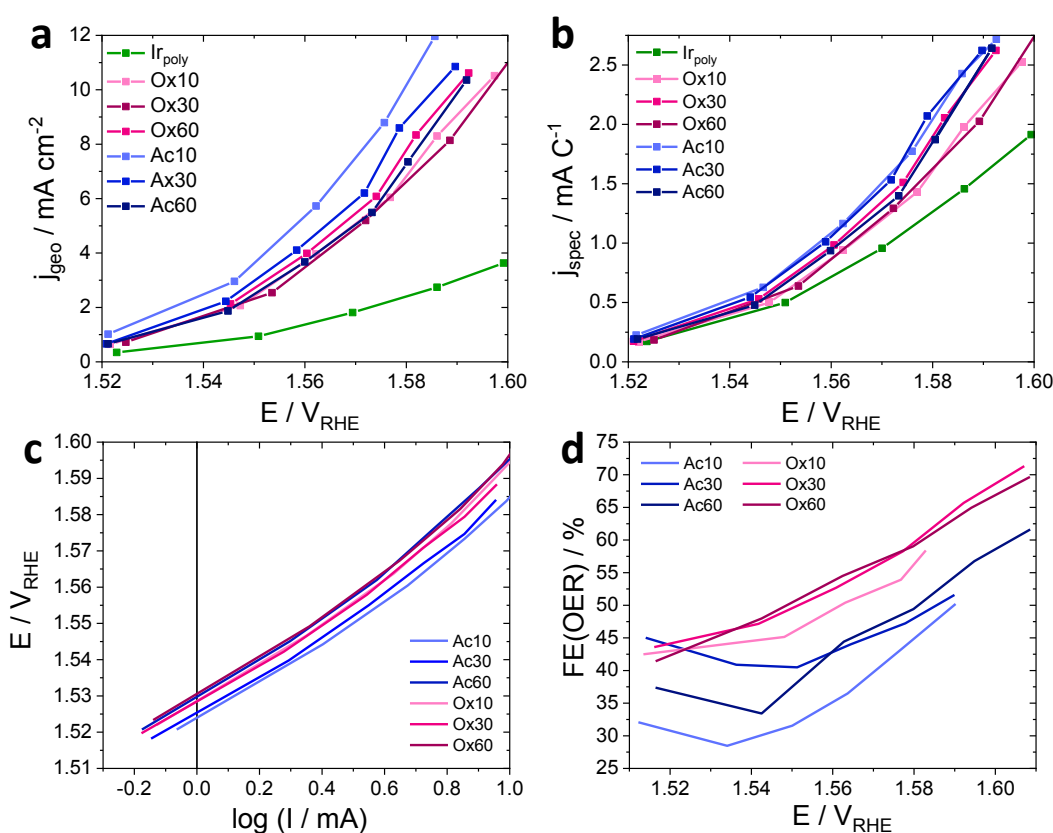 a
12
10
8
6
4
2
0
j_geo / mA cm⁻²
Ir_poly
Ox10
Ox30
Ox60
Ac10
Ax30
Ac60
1.52 1.54 1.56 1.58 1.60
E / V_RHE
b
2.5
2.0
1.5
1.0
0.5
0.0
j_spec / mA C⁻¹
Ir_poly
Ox10
Ox30
Ox60
Ac10
Ac30
Ac60
1.52 1.54 1.56 1.58 1.60
E / V_RHE
c
1.60
1.59
1.58
1.57
1.56
1.55
1.54
1.53
1.52
1.51
E / V_RHE
Ac10
Ac30
Ac60
Ox10
Ox30
Ox60
-0.2 0.0 0.2 0.4 0.6 0.8 1.0
log (I / mA)
d
75
70
65
60
55
50
45
40
35
30
25
FE(OER) / %
Ac10 Ox10
Ac30 Ox30
Ac60 Ox60
1.52 1.54 1.56 1.58 1.60
E / V_RHE